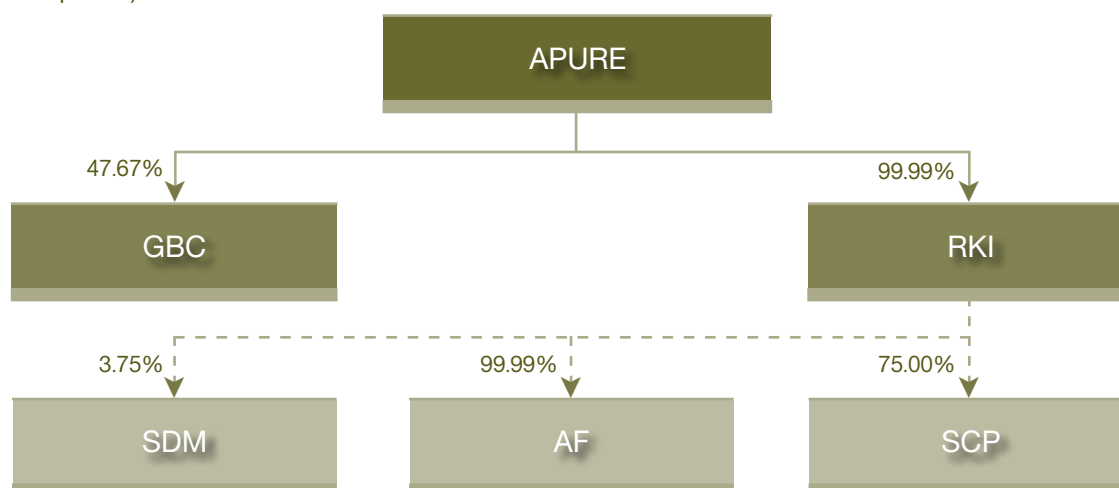 APURE
47.67%
99.99%
GBC
RKI
3.75%
99.99%
75.00%
SDM
AF
SCP